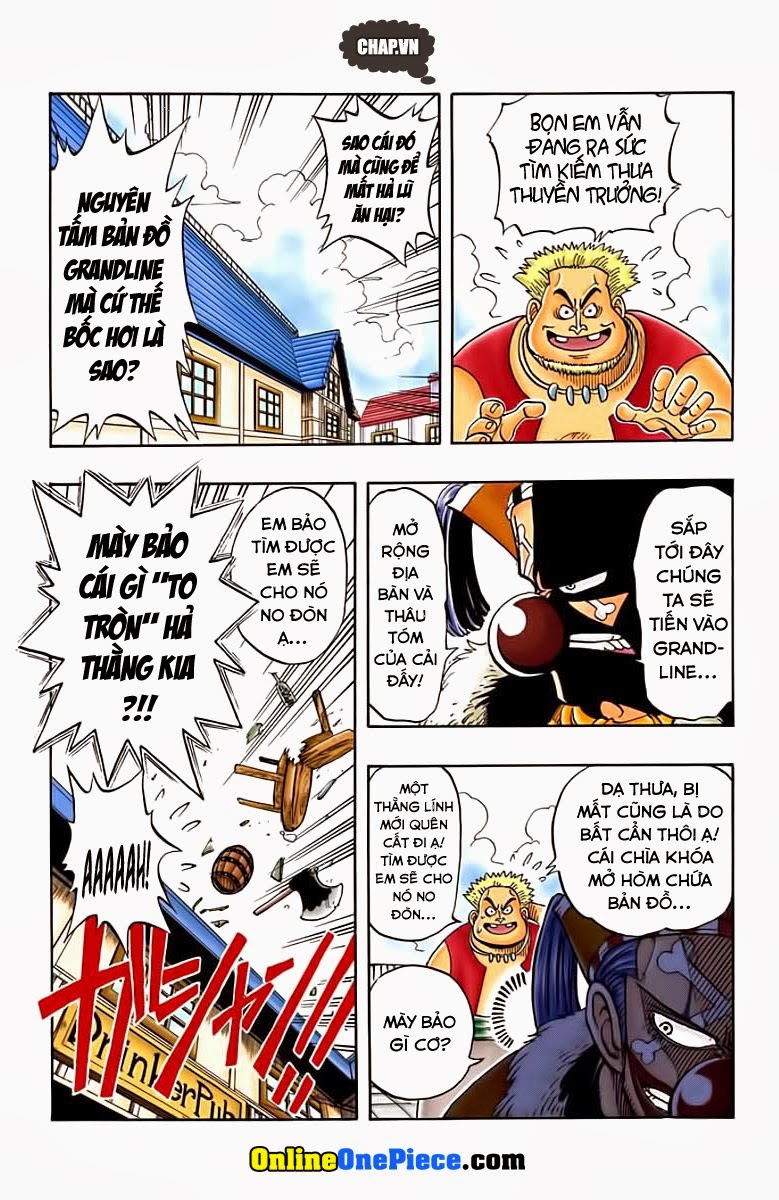 CHAP.VN
SAO CÁI ĐÓ
MÀ CŨNG ĐỂ
MẤT HẢ LŨ
ĂN HẠI?
NGUYÊN
TẤM BẢN ĐỒ
GRANDLINE
MÀ CỨ THẾ
BỐC HƠI LÀ
SAO?
BỌN EM VẪN
ĐANG RA SỨC
TÌM KIẾM THƯA
THUYỀN TRƯỞNG!
MÀY BẢO
CÁI GÌ "TO
TRÒN" HẢ
THẰNG KIA
?!!
EM BẢO
TÌM ĐƯỢC
EM SẼ
CHO NÓ
NO ĐÒN
Ạ...
AAAAAH!
ガシャア!!!
Drinker Pub
MỞ
RỘNG ĐỊA
BÀN VÀ
THÂU
TÓM
CỦA CẢI
ĐẤY!
SẮP
TỚI ĐÂY
CHÚNG
TA SẼ
TIẾN VÀO
GRAND-
LINE...
MỘT
THẰNG LÍNH
MỚI QUÊN
CẤT ĐI Ạ!
TÌM ĐƯỢC
EM SẼ CHO
NÓ NO
ĐÒN...
DẠ THƯA, BỊ
MẤT CŨNG LÀ DO
BẤT CẨN THÔI Ạ!
CÁI CHÌA KHÓA
MỞ HÒM CHỨA
BẢN ĐỒ...
MÀY BẢO
GÌ CƠ?
OnlineOnePiece.com